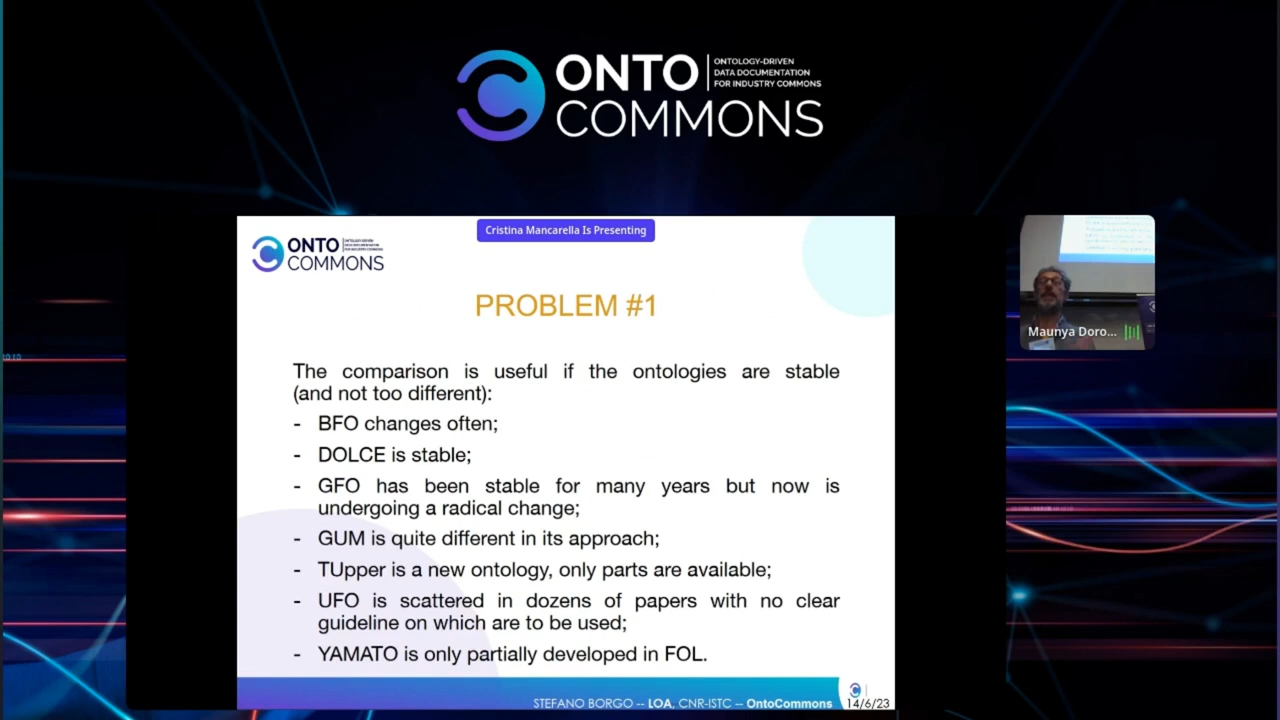 ONTO
COMMONS
ONTOLOGY-DRIVEN
DATA DOCUMENTATION
FOR INDUSTRY COMMONS
Cristina Mancarella Is Presenting
ONTO
COMMONS
PROBLEM #1
The comparison is useful if the ontologies are stable
(and not too different):
- BFO changes often;
- DOLCE is stable;
- GFO has been stable for many years but now is
undergoing a radical change;
- GUM is quite different in its approach;
- TUpper is a new ontology, only parts are available;
- UFO is scattered in dozens of papers with no clear
guideline on which are to be used;
- YAMATO is only partially developed in FOL.
STEFANO BORGO -- LOA, CNR-ISTC -- OntoCommons
14/6/23
Maunya Doro...